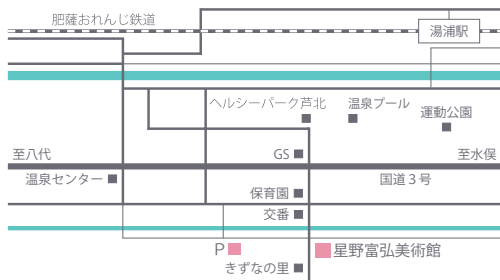 肥薩おれんじ鉄道
湯浦駅
ヘルシーパーク芦北
温泉プール
運動公園
至八代
GS
至水俣
温泉センター
国道3号
保育園
交番
P
星野富弘美術館
きずなの里